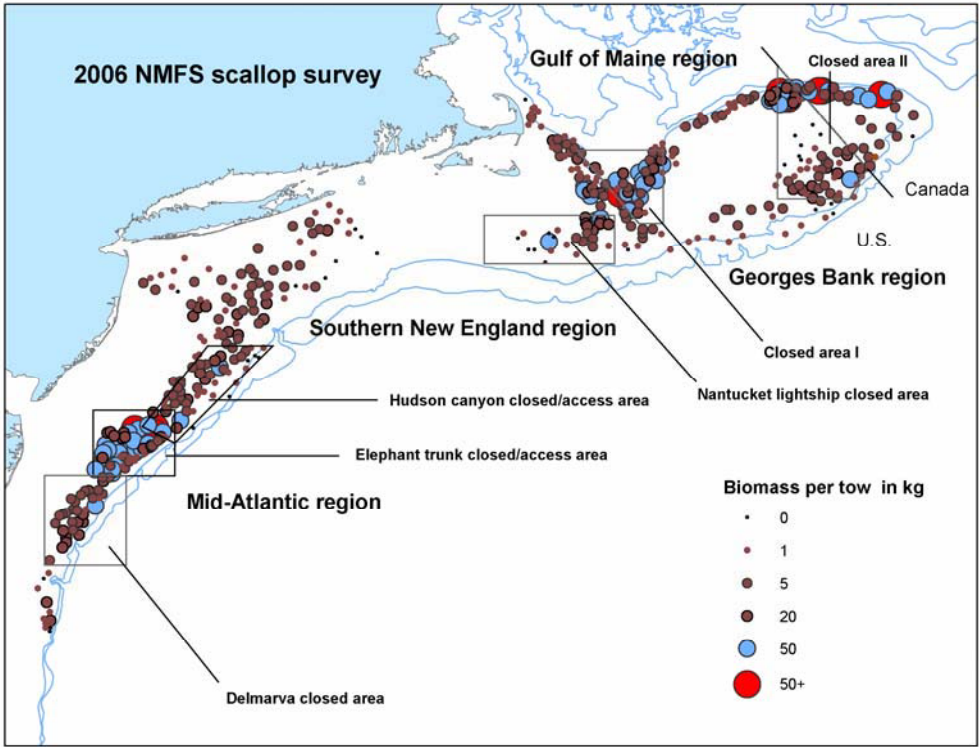 Gulf of Maine region
Closed area II
2006 NMFS scallop survey
Canada
U.S.
Georges Bank region
Southern New England region
Closed area I
Nantucket lightship closed area
Hudson canyon closed/access area
Elephant trunk closed/access area
Mid-Atlantic region
Delmarva closed area
Biomass per tow in kg
0
1
5
20
50
50+